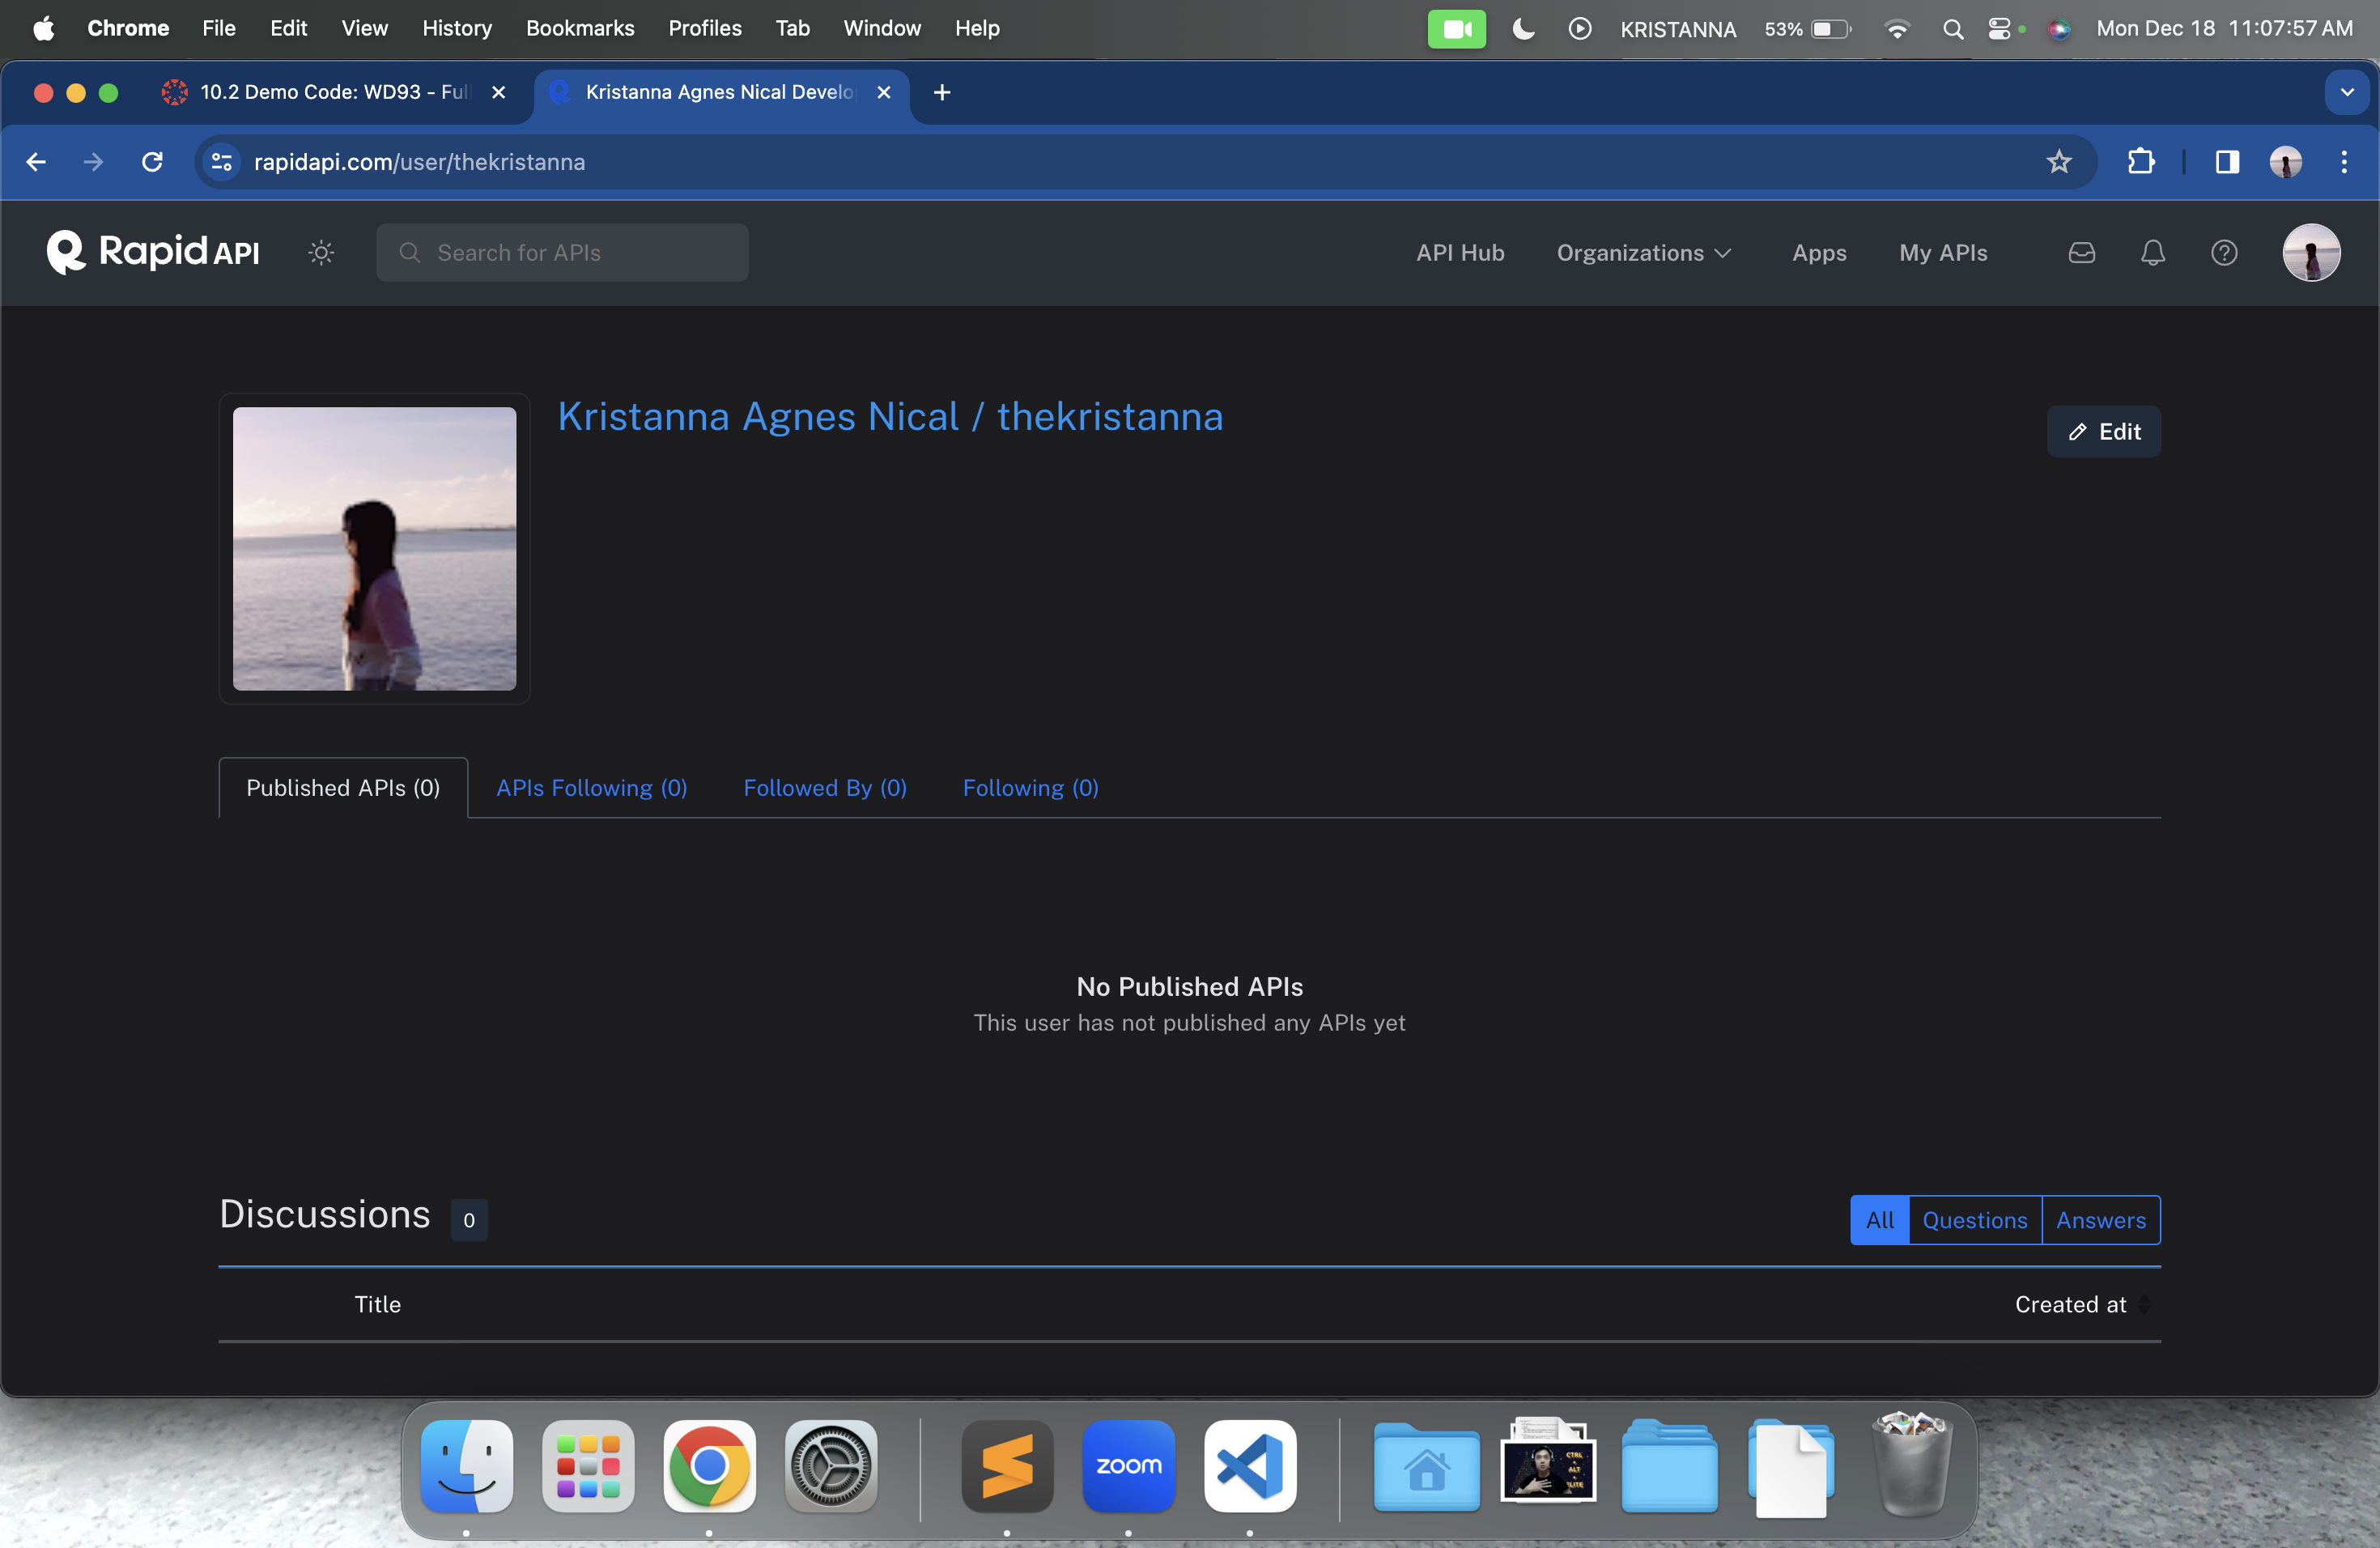 Chrome File Edit View History Bookmarks Profiles Tab Window Help KRISTANNA 53% Mon Dec 18 11:07:57 AM
10.2 Demo Code: WD93 - Full Kristanna Agnes Nical Develo
rapidapi.com/user/thekristanna
Rapid API Search for APIs API Hub Organizations Apps My APIs
Kristanna Agnes Nical / thekristanna
Edit
Published APIs (0) APIs Following (0) Followed By (0) Following (0)
No Published APIs
This user has not published any APIs yet
Discussions 0 All Questions Answers
Title Created at
zoom
CTRL
ALT